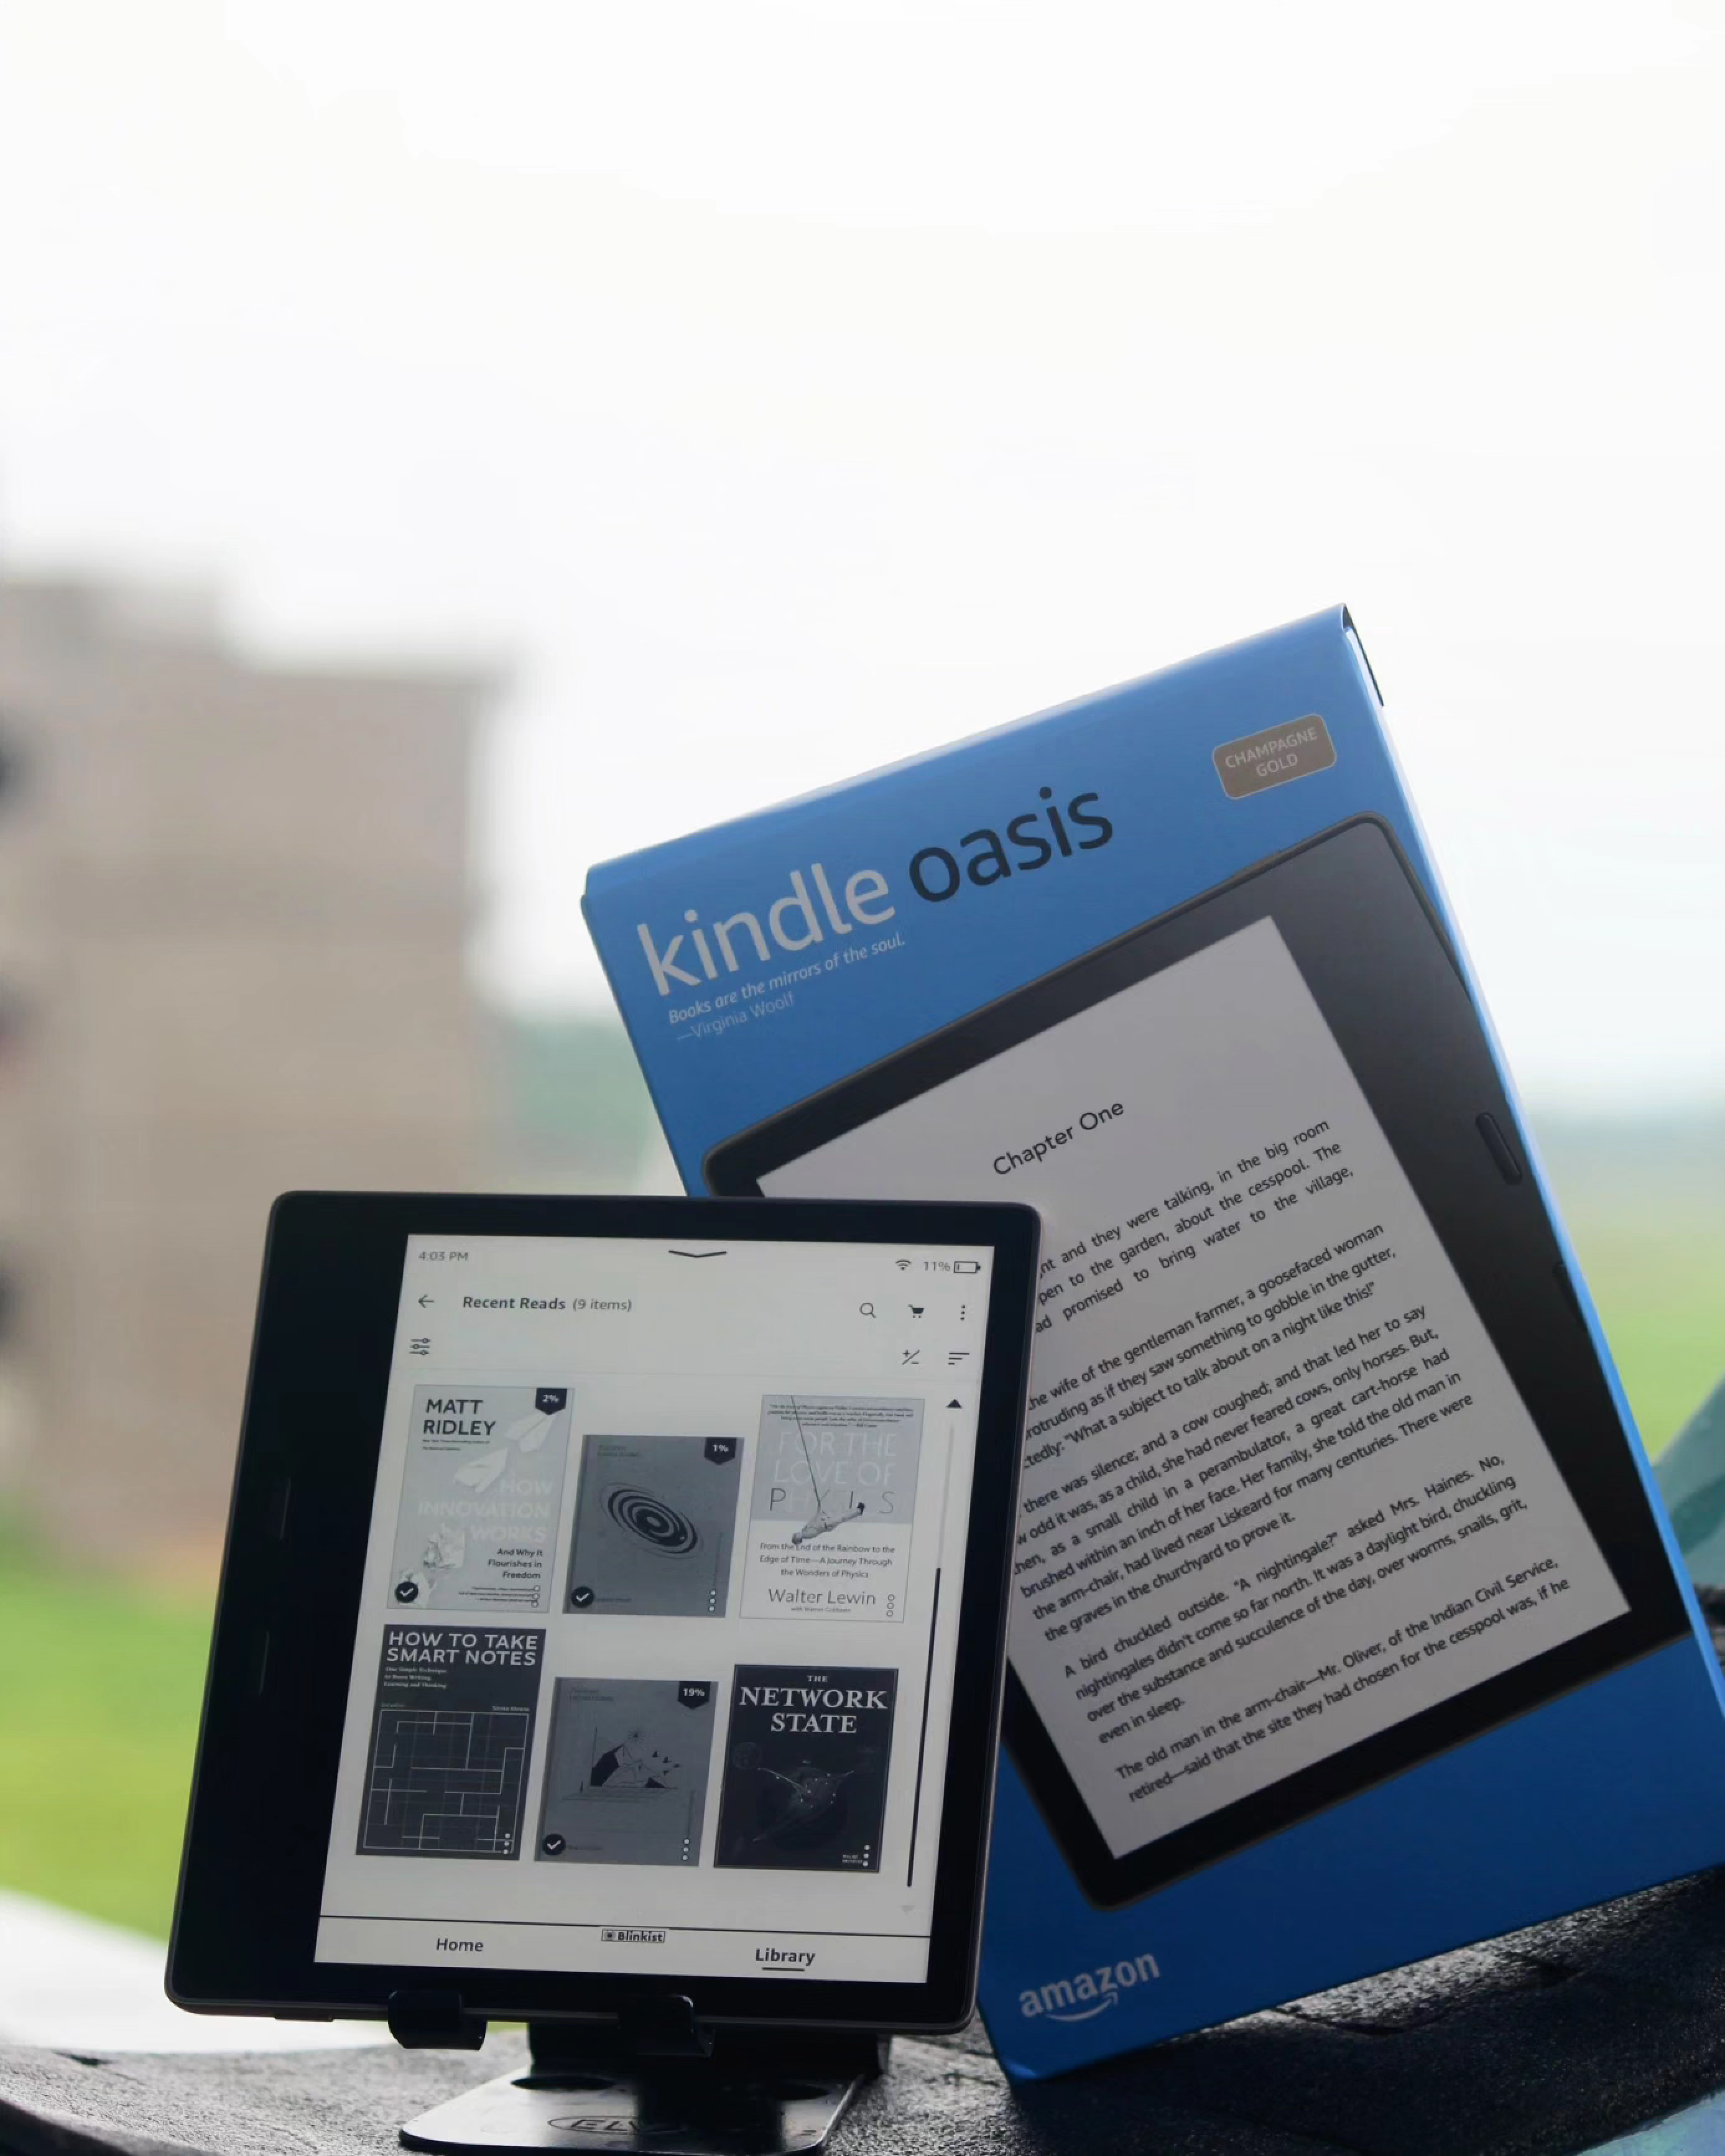 CHAMPAGNE
GOLD
kindle oasis
Books are the mirrors of the soul.
—Virginia Woolf
Chapter One
and they were talking, in the big room
to the garden, about the cesspool. The
promised to bring water to the village,
the wife of the gentleman farmer, a goosefaced woman
protruding as if they saw something to gobble in the gutter,
"What a subject to talk about on a night like this!"
there was silence; and a cow coughed; and that led her to say
odd it was, as a child, she had never feared cows, only horses. But,
then, as a small child in a perambulator, a great cart-horse had
brushed within an inch of her face. Her family, she told the old man in
the arm-chair, had lived near Liskeard for many centuries. There were
the graves in the churchyard to prove it.
A bird chuckled outside. "A nightingale?" asked Mrs. Haines. No,
nightingales didn't come so far north. It was a daylight bird, chuckling
over the substance and succulence of the day, over worms, snails, grit,
even in sleep.
The old man in the arm-chair—Mr. Oliver, of the Indian Civil Service,
retired—said that the site they had chosen for the cesspool was, if he
amazon
4:03 PM
11%
Recent Reads (9 items)
MATT
RIDLEY
2%
HOW
INNOVATION
WORKS
And Why It
Flourishes in
Freedom
1%
FOR THE
LOVE OF
PHYSICS
From the End of the Rainbow to the
Edge of Time—A Journey Through
the Wonders of Physics
Walter Lewin
HOW TO TAKE
SMART NOTES
One Simple Technique
to Boost Writing,
Learning and Thinking
Sönke Ahrens
19%
THE
NETWORK
STATE
Home
Blinkist
Library